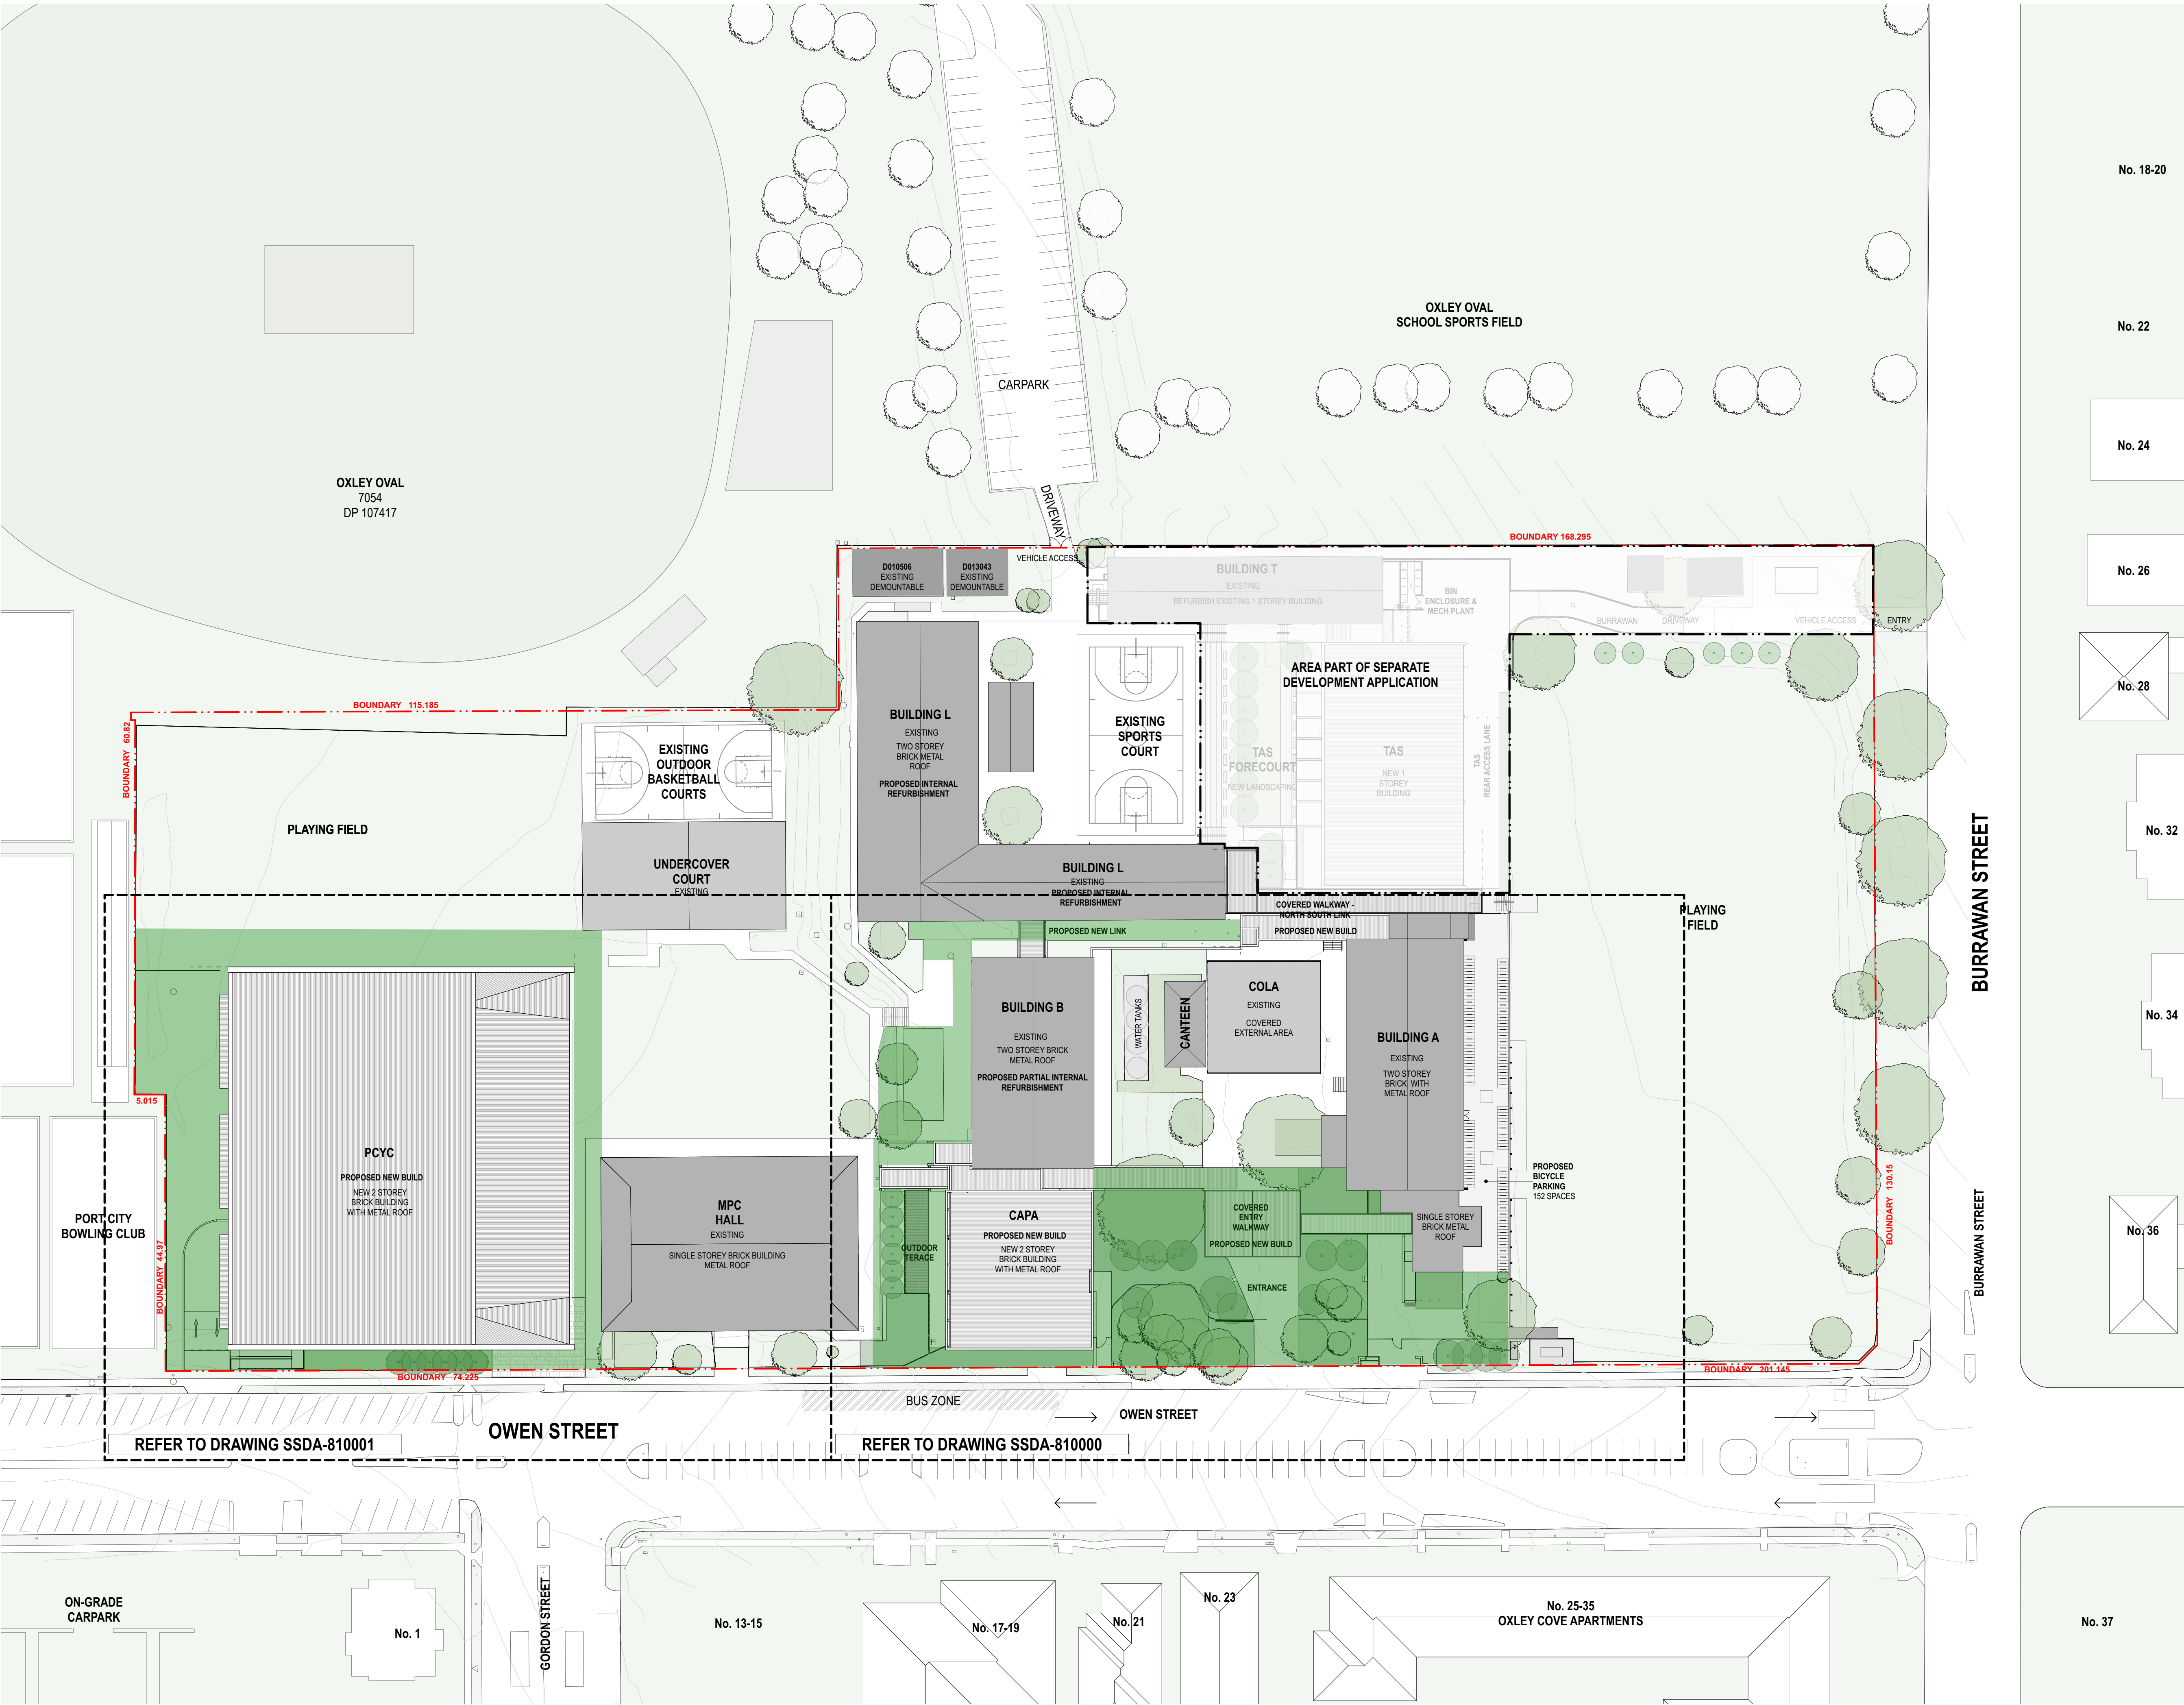 No. 18-20
OXLEY OVAL
SCHOOL SPORTS FIELD
No. 22
CARPARK
No. 24
OXLEY OVAL
7054
DP 107417
DRIVEWAY
BOUNDARY 168.295
VEHICLE ACCESS
D010506
EXISTING
DEMOUNTABLE
D013043
EXISTING
DEMOUNTABLE
BUILDING T
EXISTING
REFURBISH EXISTING 1 STOREY BUILDING
BIN
ENCLOSURE &
MECH PLANT
BURRAWAN
DRIVEWAY
VEHICLE ACCESS
ENTRY
No. 26
AREA PART OF SEPARATE
DEVELOPMENT APPLICATION
No. 28
BOUNDARY 115.185
BOUNDARY 60.82
BUILDING L
EXISTING
TWO STOREY
BRICK METAL
ROOF
PROPOSED INTERNAL
REFURBISHMENT
EXISTING
SPORTS
COURT
EXISTING
OUTDOOR
BASKETBALL
COURTS
TAS
FORECOURT
NEW LANDSCAPING
TAS
NEW 1
STOREY
BUILDING
TAS
REAR ACCESS LANE
PLAYING FIELD
No. 32
UNDERCOVER
COURT
EXISTING
BUILDING L
EXISTING
PROPOSED INTERNAL
REFURBISHMENT
COVERED WALKWAY -
NORTH SOUTH LINK
PROPOSED NEW BUILD
PROPOSED NEW LINK
PLAYING
FIELD
BURRAWAN STREET
BUILDING B
EXISTING
TWO STOREY BRICK
METAL ROOF
PROPOSED PARTIAL INTERNAL
REFURBISHMENT
WATER TANKS
CANTEEN
COLA
EXISTING
COVERED
EXTERNAL AREA
BUILDING A
EXISTING
TWO STOREY
BRICK WITH
METAL ROOF
No. 34
5.015
PCYC
PROPOSED NEW BUILD
NEW 2 STOREY
BRICK BUILDING
WITH METAL ROOF
PORT CITY
BOWLING CLUB
BOUNDARY 44.97
MPC
HALL
EXISTING
SINGLE STOREY BRICK BUILDING
METAL ROOF
OUTDOOR
TERACE
CAPA
PROPOSED NEW BUILD
NEW 2 STOREY
BRICK BUILDING
WITH METAL ROOF
COVERED
ENTRY
WALKWAY
PROPOSED NEW BUILD
ENTRANCE
SINGLE STOREY
BRICK METAL
ROOF
PROPOSED
BICYCLE
PARKING
152 SPACES
BOUNDARY 130.15
BURRAWAN STREET
No. 36
BOUNDARY 74.225
BOUNDARY 201.145
BUS ZONE
OWEN STREET
OWEN STREET
REFER TO DRAWING SSDA-810001
REFER TO DRAWING SSDA-810000
ON-GRADE
CARPARK
No. 1
GORDON STREET
No. 13-15
No. 17-19
No. 21
No. 23
No. 25-35
OXLEY COVE APARTMENTS
No. 37